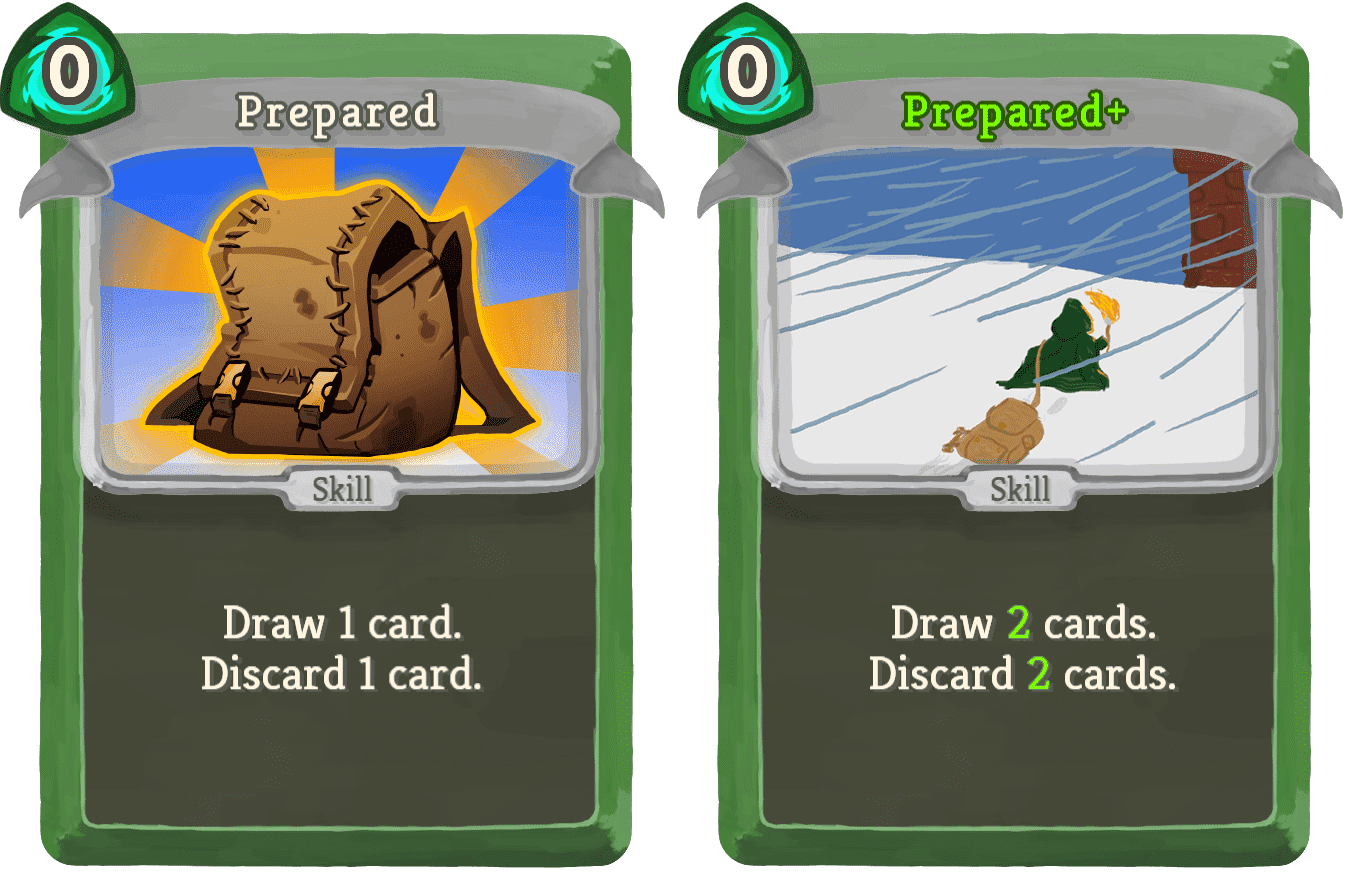 0
Prepared
Skill
Draw 1 card.
Discard 1 card.
0
Prepared+
Skill
Draw 2 cards.
Discard 2 cards.